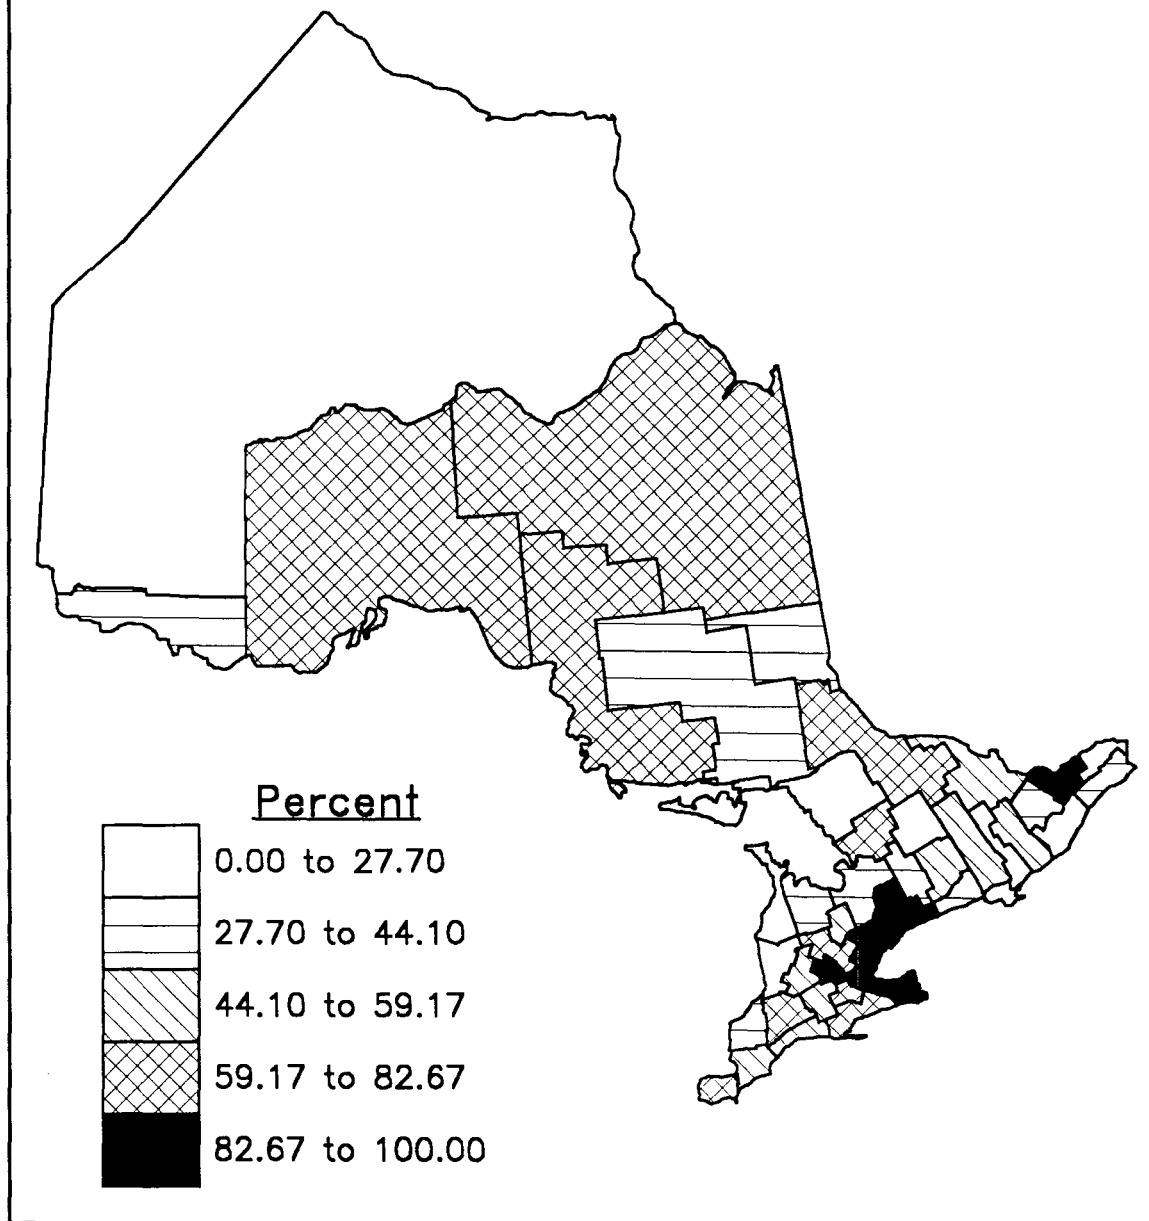 Percent
0.00 to 27.70
27.70 to 44.10
44.10 to 59.17
59.17 to 82.67
82.67 to 100.00